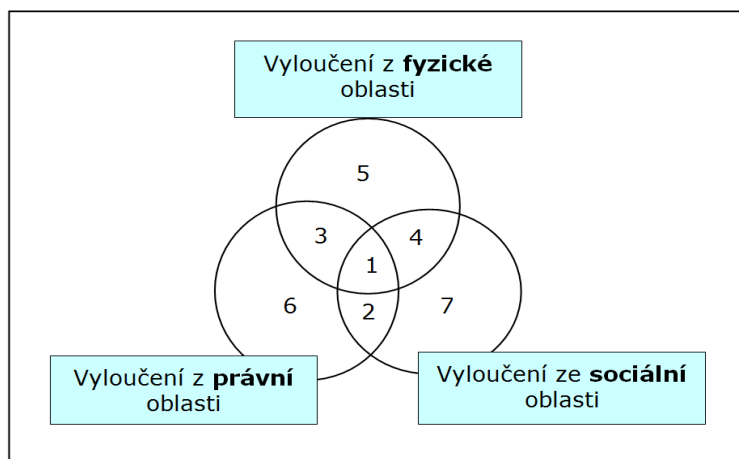 Vyloučení z fyzické
oblasti
5
3
4
1
6
2
7
Vyloučení z právní
oblasti
Vyloučení ze sociální
oblasti